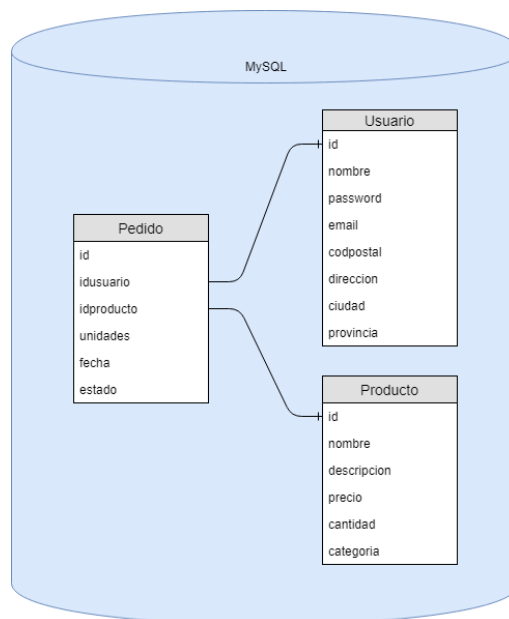 MySQL
Usuario
id
nombre
password
email
codpostal
direccion
ciudad
provincia
Pedido
id
idusuario
idproducto
unidades
fecha
estado
Producto
id
nombre
descripcion
precio
cantidad
categoria